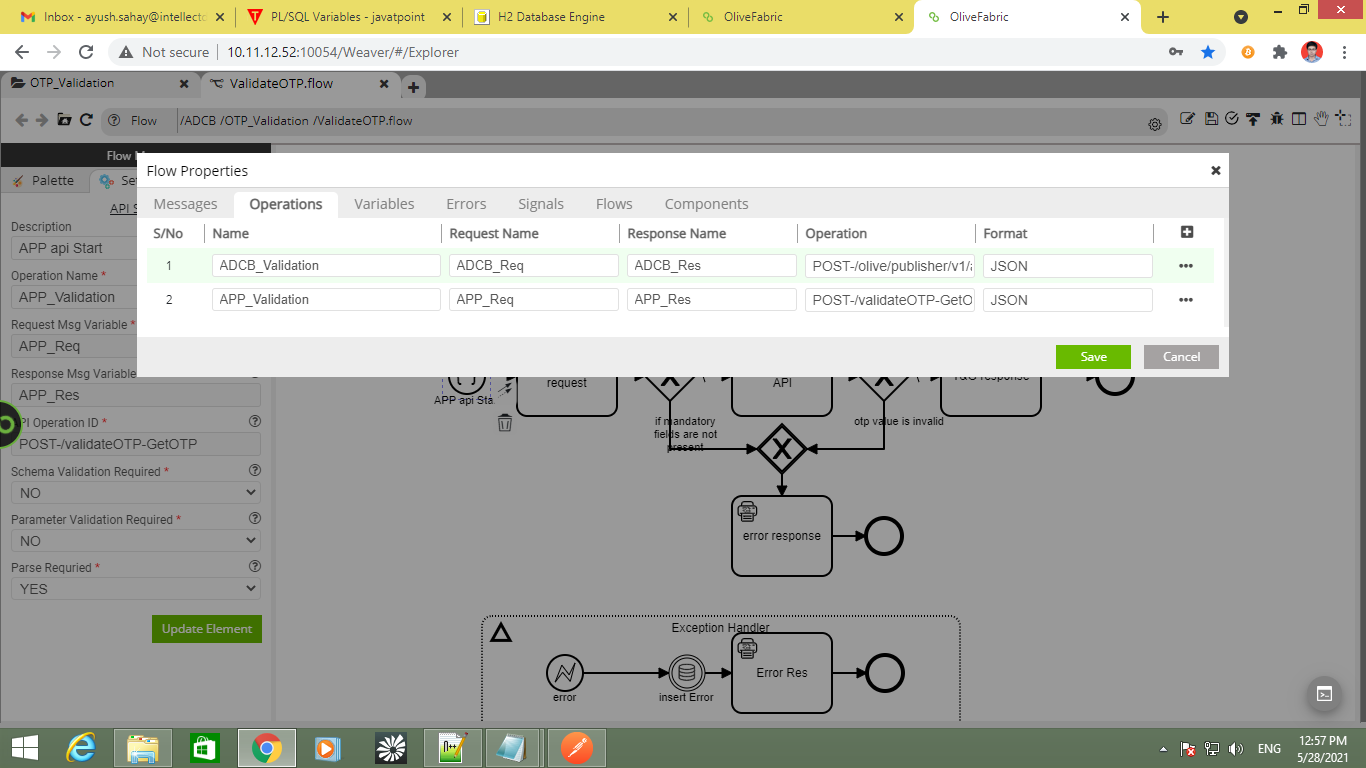 Inbox - ayush.sahay@intellect
PL/SQL Variables - javatpoint
H2 Database Engine
OliveFabric
OliveFabric
Not secure 10.11.12.52:10054/Weaver/#/Explorer
OTP_Validation
ValidateOTP.flow
Flow /ADCB /OTP_Validation /ValidateOTP.flow
Flow
Flow Properties
Palette
Messages Operations Variables Errors Signals Flows Components
S/No Name Request Name Response Name Operation Format
1 ADCB_Validation ADCB_Req ADCB_Res POST-/olive/publisher/v1/ JSON
2 APP_Validation APP_Req APP_Res POST-/validateOTP-GetO JSON
Save Cancel
API
Description
APP api Start
Operation Name *
APP_Validation
Request Msg Variable *
APP_Req
Response Msg Variable
APP_Res
API Operation ID *
POST-/validateOTP-GetOTP
Schema Validation Required *
NO
Parameter Validation Required *
NO
Parse Requried *
YES
Update Element
APP api Sta
request
API
response
if mandatory
fields are not
present
otp value is invalid
X
error response
Exception Handler
error
insert Error
Error Res
ENG
12:57 PM
5/28/2021